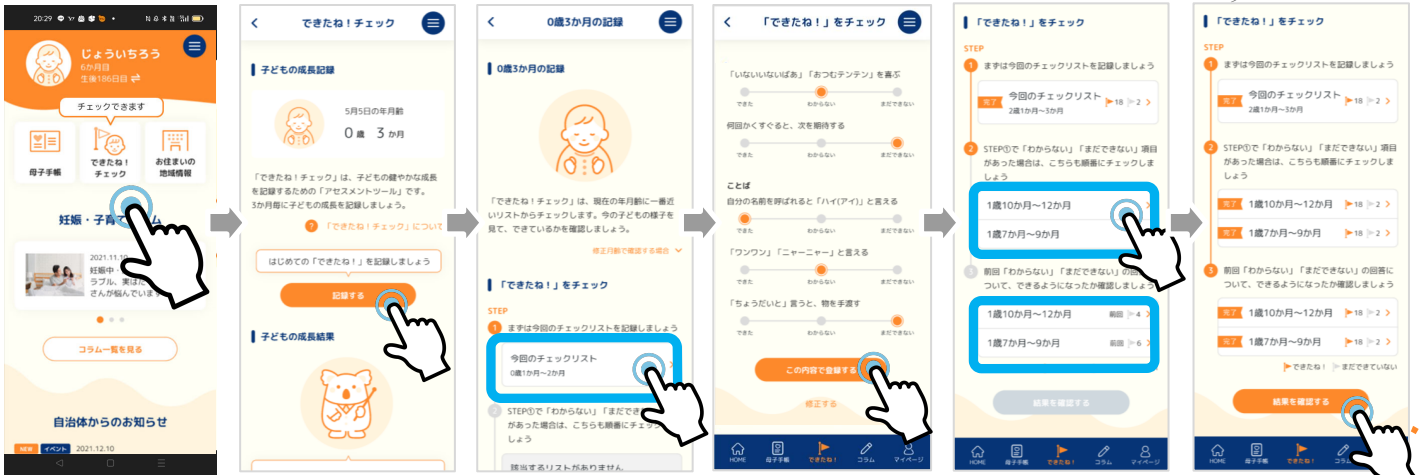 20:29
じょういちろう
6か月目
生後186日目
チェックできます
母子手帳
できたね!
チェック
お住まいの
地域情報
妊娠・子育て
ム
2021.11.10
妊娠中・
ラブル、実はた
さんが悩んでいます
コラム一覧を見る
自治体からのお知らせ
NEW イベント 2021.12.10
できたね!チェック
子どもの成長記録
5月5日の年月齢
0 歳 3 か月
「できたね!チェック」は、子どもの健やかな成長
を記録するための「アセスメントツール」です。
3か月毎に子どもの成長を記録しましょう。
? 「できたね!チェック」について
はじめての「できたね!」を記録しましょう
記録する
子どもの成長結果
0歳3か月の記録
0歳3か月の記録
「できたね!チェック」は、現在の年月齢に一番近
いリストからチェックします。今の子どもの様子を
見て、できているかを確認しましょう。
修正月齢で確認する場合
「できたね!」をチェック
STEP
1 まずは今回のチェックリストを記録しましょう
今回のチェックリスト
0歳1か月〜2か月
2 STEP①で「わからない」「まだでき
があった場合は、こちらも順番にチェック
しょう
該当するリストがありません
「できたね!」をチェック
「いないいないばあ」「おつむテンテン」を喜ぶ
できた わからない まだできない
何回かくすぐると、次を期待する
できた わからない まだできない
ことば
自分の名前を呼ばれると「ハイ(アイ)」と言える
できた わからない まだできない
「ワンワン」「ニャーニャー」と言える
できた わからない まだできない
「ちょうだいと」言うと、物を手渡す
できた わからない まだできない
この内容で登録する
修正する
HOME 母子手帳 できたね! コラム マイページ
「できたね!」をチェック
STEP
1 まずは今回のチェックリストを記録しましょう
完了 今回のチェックリスト 18 2
2歳1か月〜3か月
2 STEP①で「わからない」「まだできない」項目
があった場合は、こちらも順番にチェックしま
しょう
1歳10か月〜12か月
1歳7か月〜9か月
3 前回「わからない」「まだできない」の回答に
ついて、できるようになったか確認しましょう
1歳10か月〜12か月 前回 4
1歳7か月〜9か月 前回 6
結果を確認する
HOME 母子手帳 できたね! コラム マイページ
「できたね!」をチェック
STEP
1 まずは今回のチェックリストを記録しましょう
完了 今回のチェックリスト 18 2
2歳1か月〜3か月
2 STEP①で「わからない」「まだできない」項目
があった場合は、こちらも順番にチェックしま
しょう
完了 1歳10か月〜12か月 18 2
完了 1歳7か月〜9か月 18 2
3 前回「わからない」「まだできない」の回答に
ついて、できるようになったか確認しましょう
完了 1歳10か月〜12か月 18 2
完了 1歳7か月〜9か月 18 2
できたね! まだできていない
結果を確認する
HOME 母子手帳 できたね! コラム